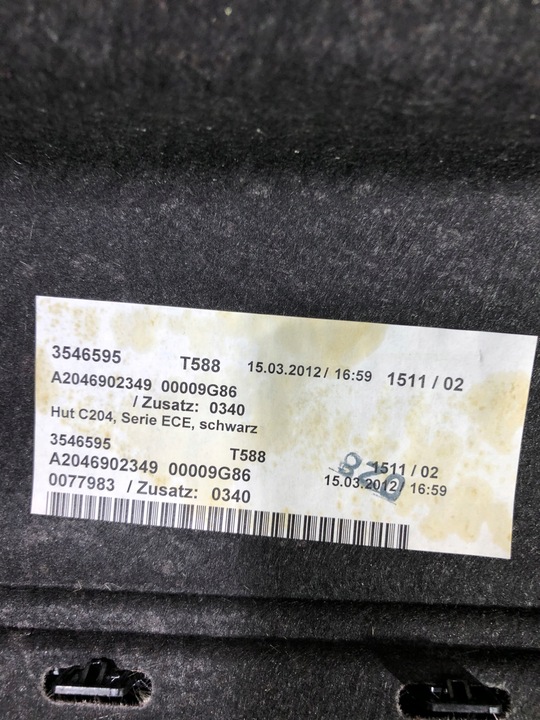 3546595 T588 15.03.2012 / 16:59 1511 / 02
A2046902349 00009G86
/ Zusatz: 0340
Hut C204, Serie ECE, schwarz
3546595 T588 1511 / 02
A2046902349 00009G86 15.03.2012 / 16:59
0077983 / Zusatz: 0340
820